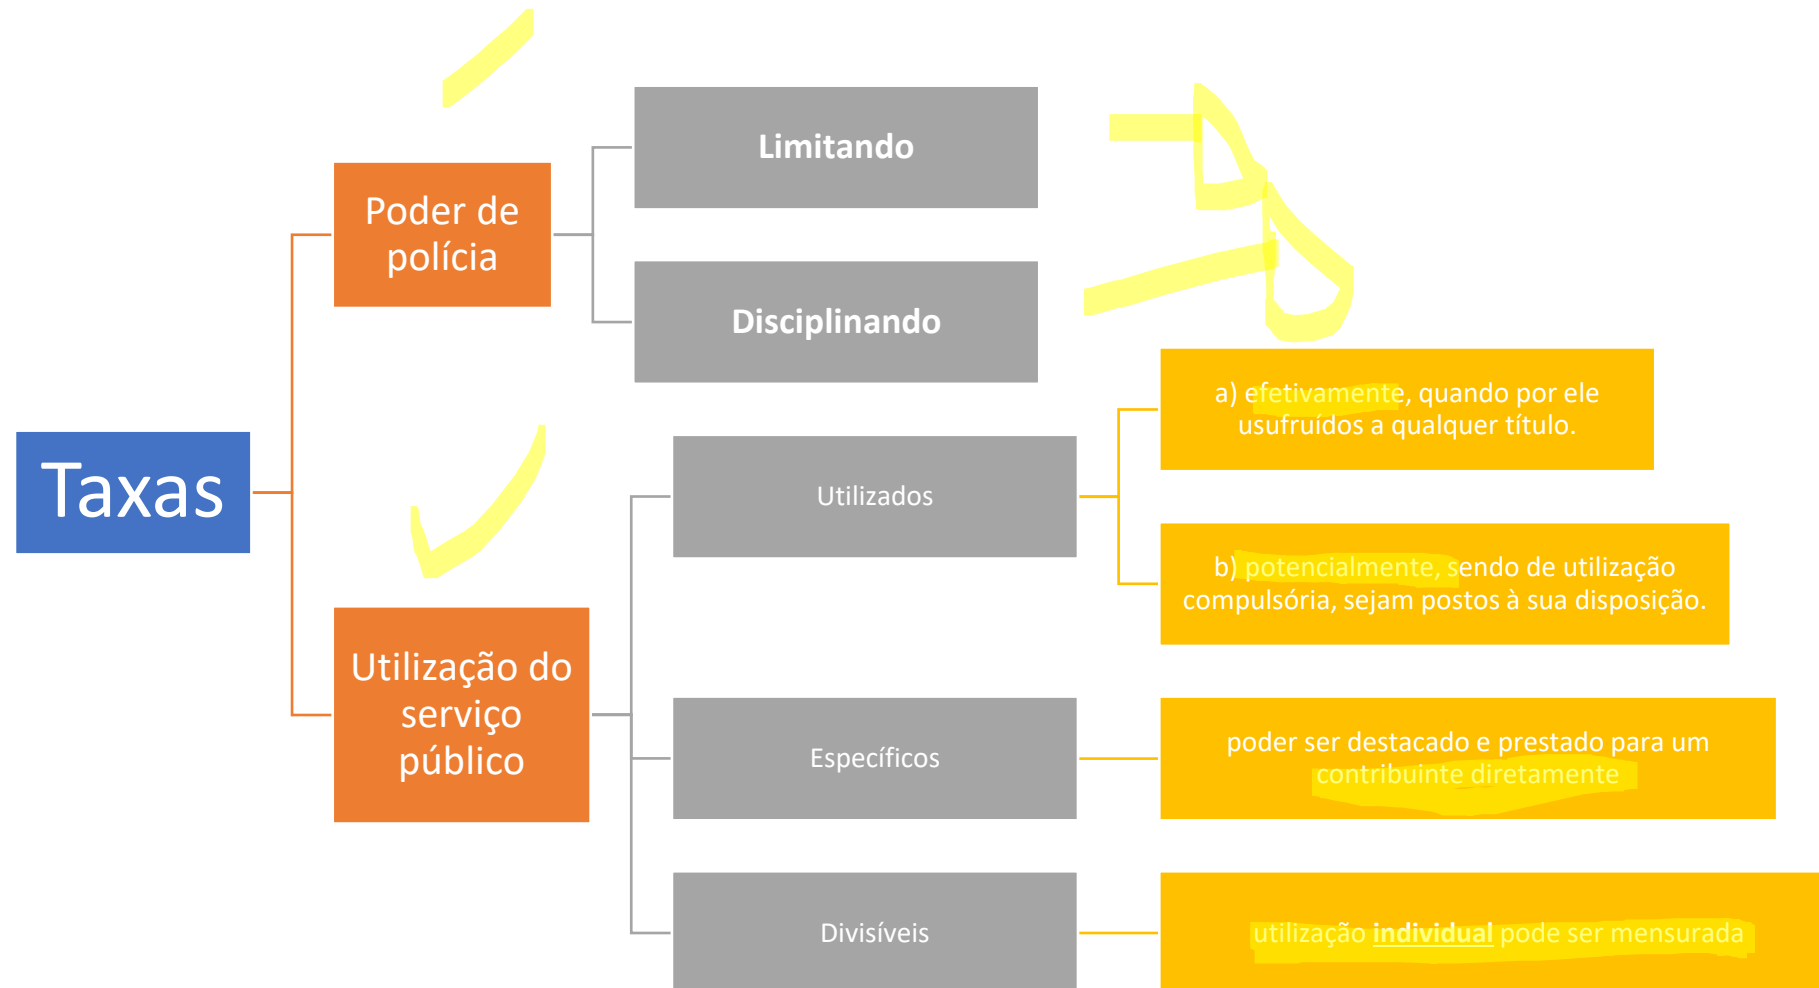 Taxas
Poder de
polícia
Limitando
Disciplinando
Utilização do
serviço
público
Utilizados
a) efetivamente, quando por ele
usufruídos a qualquer título.
b) potencialmente, sendo de utilização
compulsória, sejam postos à sua disposição.
Específicos
poder ser destacado e prestado para um
contribuinte diretamente
Divisíveis
utilização individual pode ser mensurada